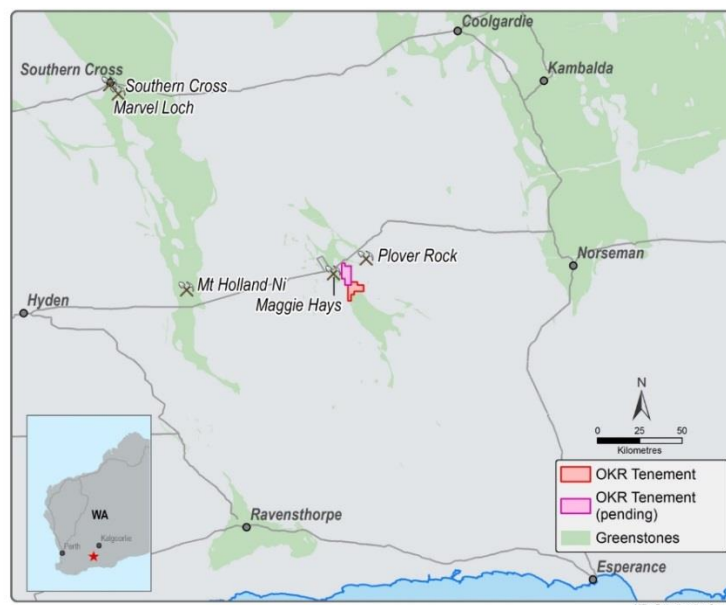 Coolgardie
Southern Cross
Southern Cross
Kambalda
Marvel Loch
Plover Rock
Norseman
Mt Holland Ni
Hyden
Maggie Hays
N
0 25 50
Kilometres
OKR Tenement
OKR Tenement
(pending)
Greenstones
WA
Kalgoorlie
Perth
Ravensthorpe
Esperance